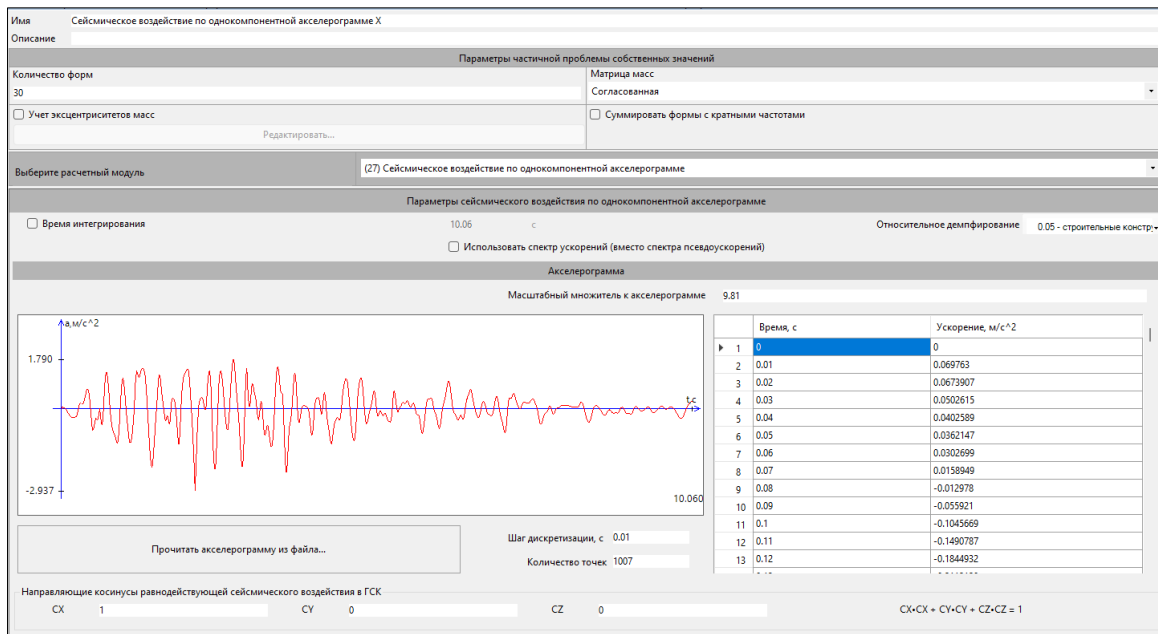 Имя Сейсмическое воздействие по однокомпонентной акселерограмме X
Описание
Параметры частичной проблемы собственных значений
Количество форм Матрица масс
30 Согласованная
Учет эксцентриситетов масс Суммировать формы с кратными частотами
Редактировать...
Выберите расчетный модуль (27) Сейсмическое воздействие по однокомпонентной акселерограмме
Параметры сейсмического воздействия по однокомпонентной акселерограмме
Время интегрирования 10.06 с Относительное демпфирование 0.05 - строительные констру
Использовать спектр ускорений (вместо спектра псевдоускорений)
Акселерограмма
Масштабный множитель к акселерограмме 9.81
a,м/с^2
1.790
t,c
-2.937
10.060
Время, с Ускорение, м/с^2
1 0 0
2 0.01 0.069763
3 0.02 0.0673907
4 0.03 0.0502615
5 0.04 0.0402589
6 0.05 0.0362147
7 0.06 0.0302699
8 0.07 0.0158949
9 0.08 -0.012978
10 0.09 -0.055921
11 0.1 -0.1045669
12 0.11 -0.1490787
13 0.12 -0.1844932
Прочитать акселерограмму из файла...
Шаг дискретизации, с 0.01
Количество точек 1007
Направляющие косинусы равнодействующей сейсмического воздействия в ГСК
CX 1 CY 0 CZ 0 CX•CX + CY•CY + CZ•CZ = 1